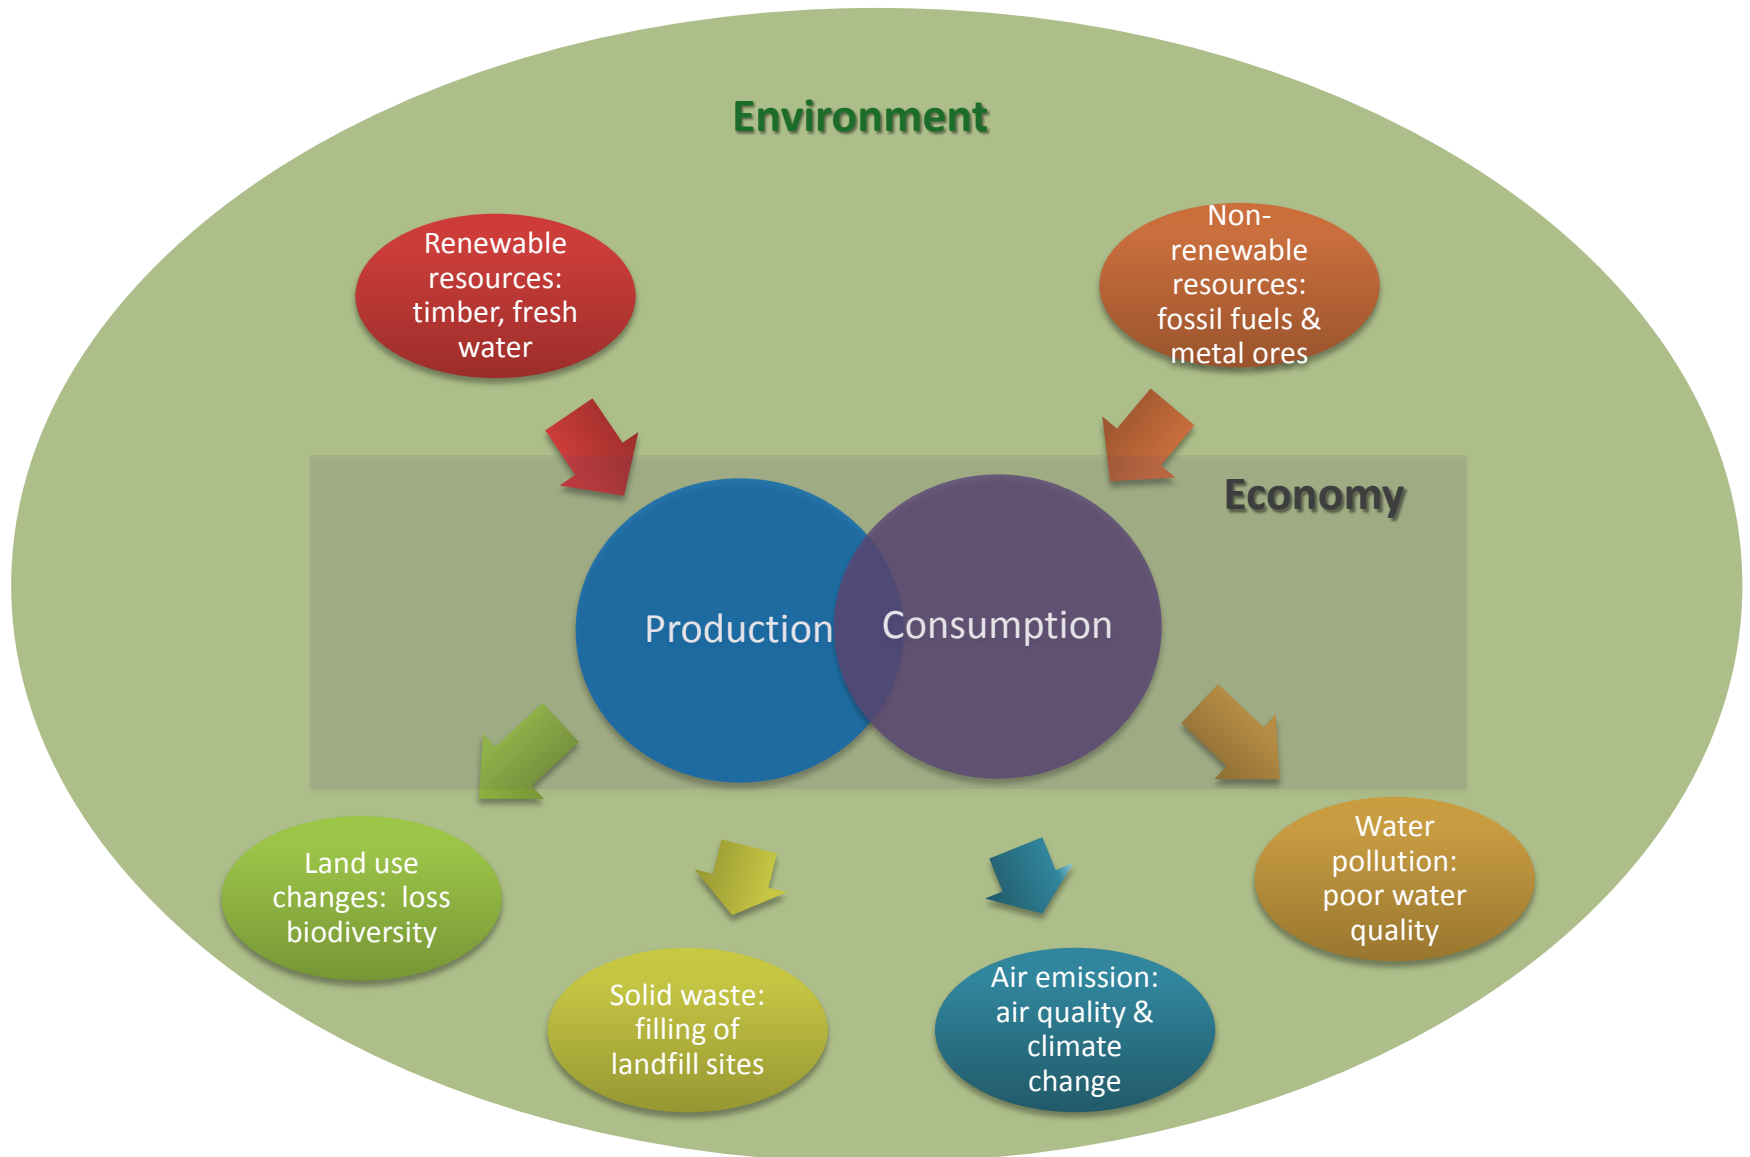 Environment
Renewable
resources:
timber, fresh
water
Non-
renewable
resources:
fossil fuels &
metal ores
Economy
Production
Consumption
Land use
changes:  loss
biodiversity
Solid waste:
filling of
landfill sites
Air emission:
air quality &
climate
change
Water
pollution:
poor water
quality